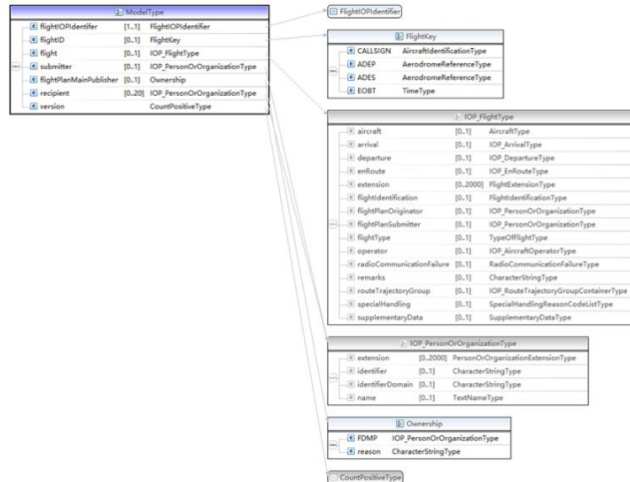 ModelType
flightIOPIdentifer [1..1] FlightIOPIdentifier
flightID [0..1] FlightKey
flight [0..1] IOP_FlightType
submitter [0..1] IOP_PersonOrOrganizationType
flightPlanMainPublisher [0..1] Ownership
recipient [0..20] IOP_PersonOrOrganizationType
version CountPositiveType
FlightIOPIdentifier
FlightKey
CALLSIGN AircraftIdentificationType
ADEP AerodromeReferenceType
ADES AerodromeReferenceType
EOBT TimeType
IOP_FlightType
aircraft [0..1] AircraftType
arrival [0..1] IOP_ArrivalType
departure [0..1] IOP_DepartureType
enRoute [0..1] IOP_EnRouteType
extension [0..2000] FlightExtensionType
flightIdentification [0..1] FlightIdentificationType
flightPlanOriginator [0..1] IOP_PersonOrOrganizationType
flightPlanSubmitter [0..1] IOP_PersonOrOrganizationType
flightType [0..1] TypeOfFlightType
operator [0..1] IOP_AircraftOperatorType
radioCommunicationFailure [0..1] RadioCommunicationFailureType
remarks [0..1] CharacterStringType
routeTrajectoryGroup [0..1] IOP_RouteTrajectoryGroupContainerType
specialHandling [0..1] SpecialHandlingReasonCodeListType
supplementaryData [0..1] SupplementaryDataType
IOP_PersonOrOrganizationType
extension [0..2000] PersonOrOrganizationExtensionType
identifier [0..1] CharacterStringType
identifierDomain [0..1] CharacterStringType
name [0..1] TextNameType
Ownership
FDMP IOP_PersonOrOrganizationType
reason CharacterStringType
CountPositiveType